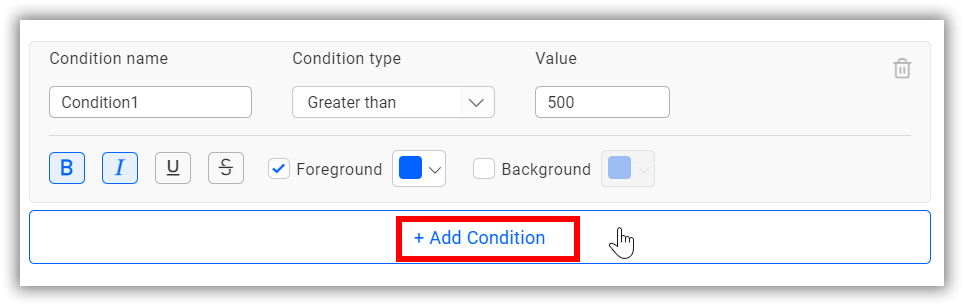 Condition name Condition type Value
Condition1 Greater than 500
B I U S Foreground Background
+ Add Condition